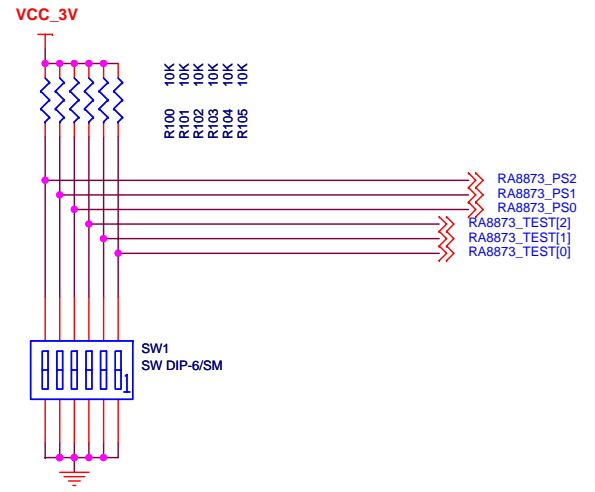 VCC_3V
R100 10K
R101 10K
R102 10K
R103 10K
R104 10K
R105 10K
RA8873_PS2
RA8873_PS1
RA8873_PS0
RA8873_TEST[2]
RA8873_TEST[1]
RA8873_TEST[0]
SW1
SW DIP-6/SM
1